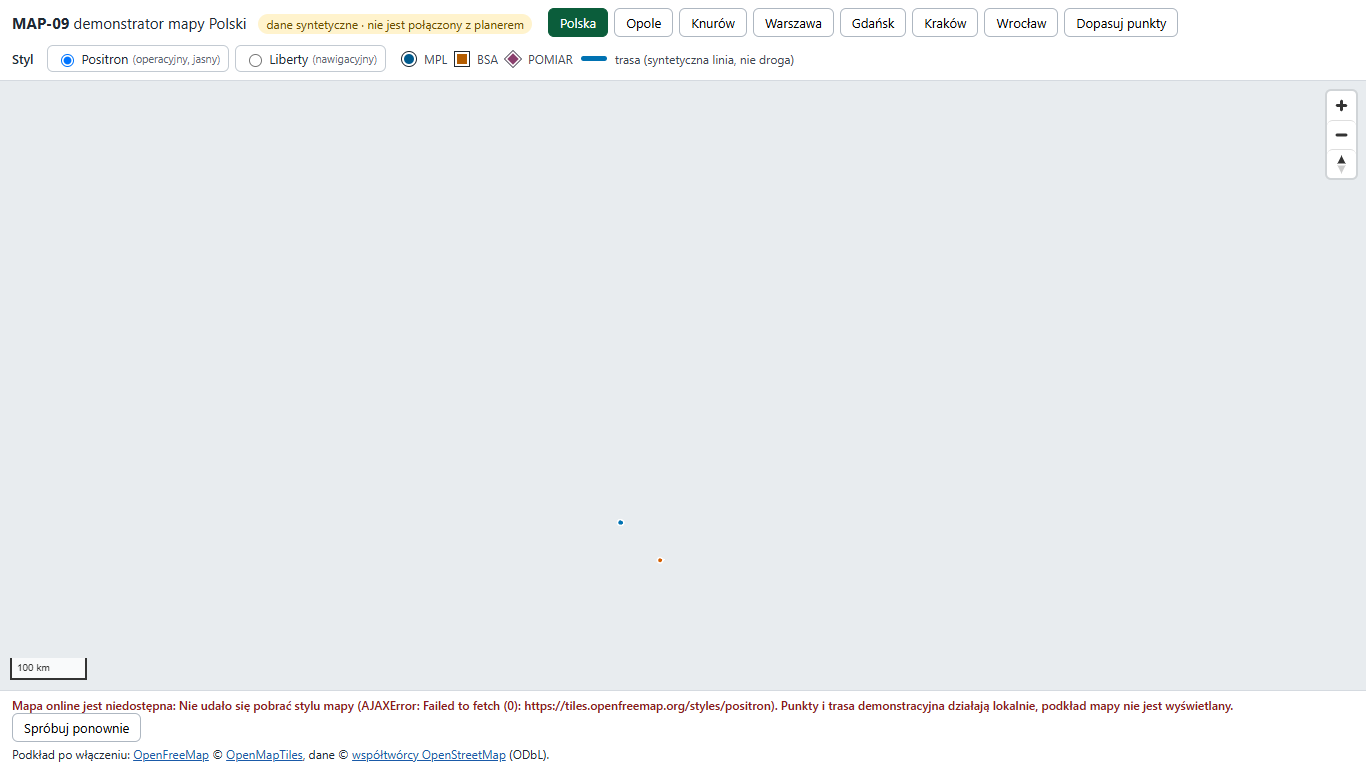 MAP-09 demonstrator mapy Polski dane syntetyczne · nie jest połączony z planerem Polska Opole Knurów Warszawa Gdańsk Kraków Wrocław Dopasuj punkty
Styl Positron (operacyjny, jasny) Liberty (nawigacyjny) MPL BSA POMIAR trasa (syntetyczna linia, nie droga)
100 km
Mapa online jest niedostępna: Nie udało się pobrać stylu mapy (AJAXError: Failed to fetch (0): https://tiles.openfreemap.org/styles/positron). Punkty i trasa demonstracyjna działają lokalnie, podkład mapy nie jest wyświetlany.
Spróbuj ponownie
Podkład po włączeniu: OpenFreeMap © OpenMapTiles, dane © współtwórcy OpenStreetMap (ODbL).